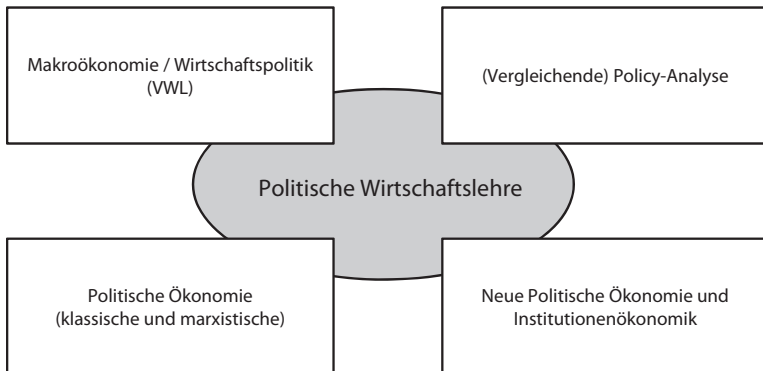 Makroökonomie / Wirtschaftspolitik
(VWL)
(Vergleichende) Policy-Analyse
Politische Wirtschaftslehre
Politische Ökonomie
(klassische und marxistische)
Neue Politische Ökonomie und
Institutionenökonomik